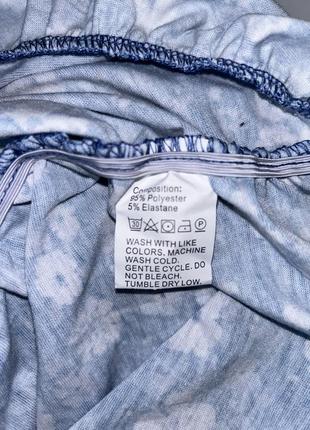 Composition:
95% Polyester
5% Elastane
30 P
WASH WITH LIKE
COLORS, MACHINE
WASH COLD.
GENTLE CYCLE. DO
NOT BLEACH.
TUMBLE DRY LOW.